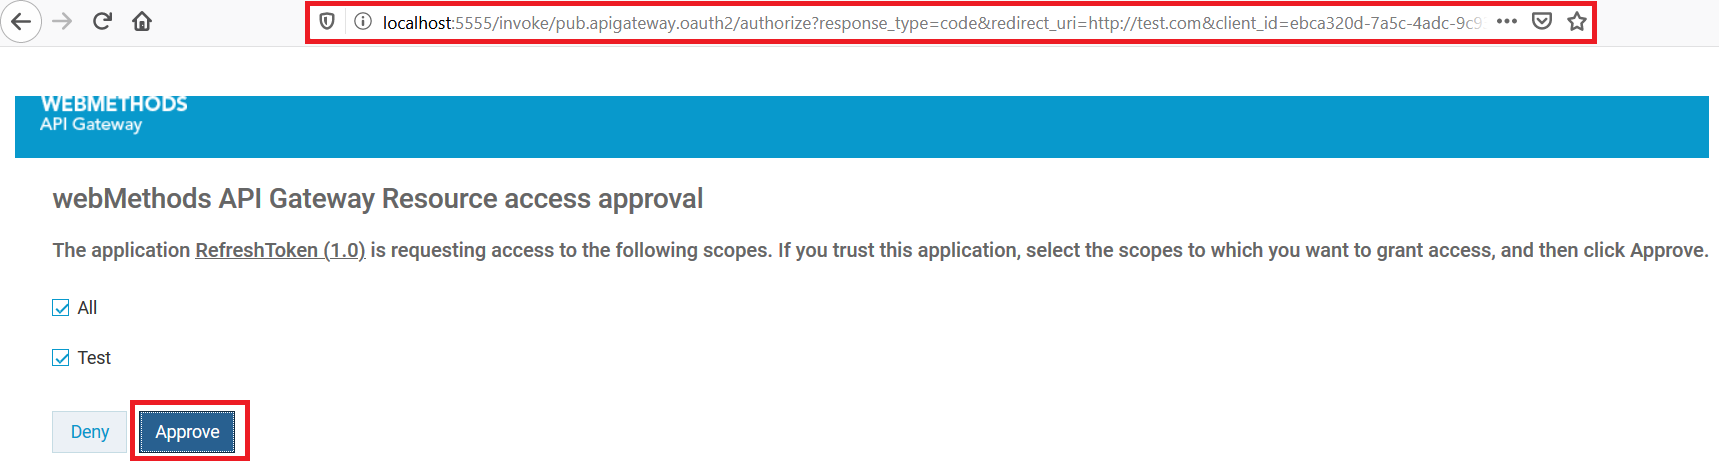 localhost:5555/invoke/pub.apigateway.oauth2/authorize?response_type=code&redirect_uri=http://test.com&client_id=ebca320d-7a5c-4adc-9c9
WEBMETHODS
API Gateway
webMethods API Gateway Resource access approval
The application RefreshToken (1.0) is requesting access to the following scopes. If you trust this application, select the scopes to which you want to grant access, and then click Approve.
All
Test
Deny Approve